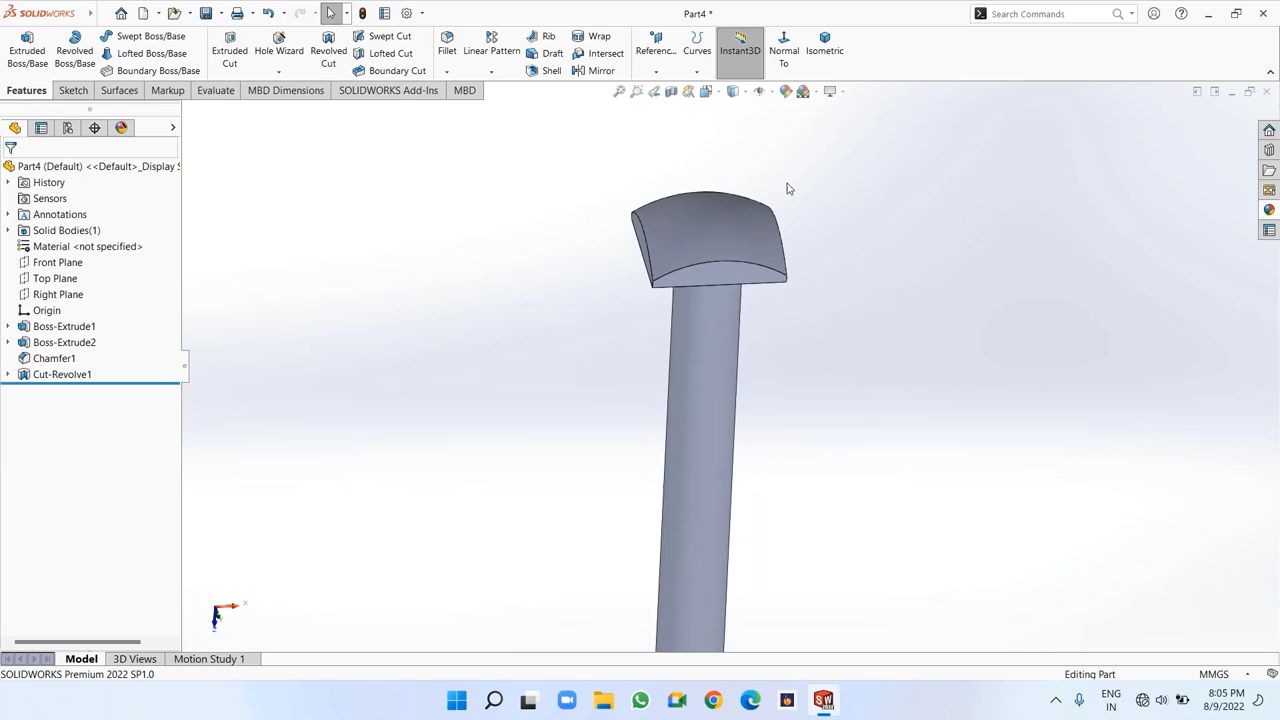 SOLIDWORKS
Part4 *
Search Commands
Extruded Boss/Base
Revolved Boss/Base
Swept Boss/Base
Lofted Boss/Base
Boundary Boss/Base
Extruded Cut
Hole Wizard
Revolved Cut
Swept Cut
Lofted Cut
Boundary Cut
Fillet
Linear Pattern
Rib
Draft
Shell
Wrap
Intersect
Mirror
Referenc...
Curves
Instant3D
Normal To
Isometric
Features
Sketch
Surfaces
Markup
Evaluate
MBD Dimensions
SOLIDWORKS Add-Ins
MBD
Part4 (Default) <<Default>_Display S
History
Sensors
Annotations
Solid Bodies(1)
Material <not specified>
Front Plane
Top Plane
Right Plane
Origin
Boss-Extrude1
Boss-Extrude2
Chamfer1
Cut-Revolve1
X
Z
Model
3D Views
Motion Study 1
SOLIDWORKS Premium 2022 SP1.0
Editing Part
MMGS
ENG
IN
8:05 PM
8/9/2022